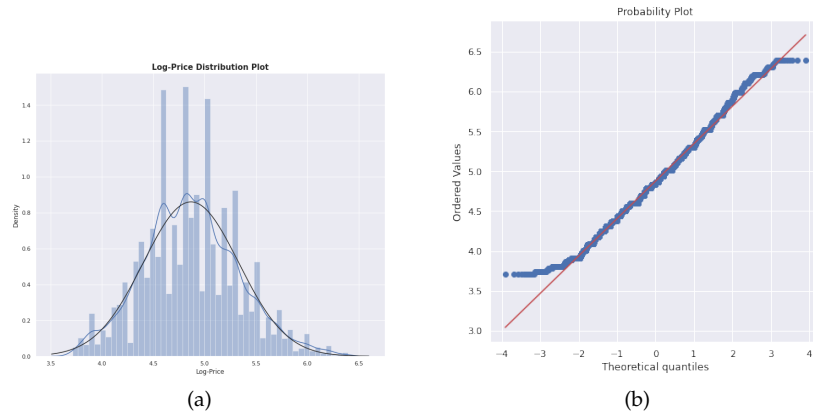 Log-Price Distribution Plot
Density
1.4
1.2
1.0
0.8
0.6
0.4
0.2
0.0
3.5 4.0 4.5 5.0 5.5 6.0 6.5
Log-Price
(a)
Probability Plot
Ordered Values
6.5
6.0
5.5
5.0
4.5
4.0
3.5
3.0
−4 −3 −2 −1 0 1 2 3 4
Theoretical quantiles
(b)